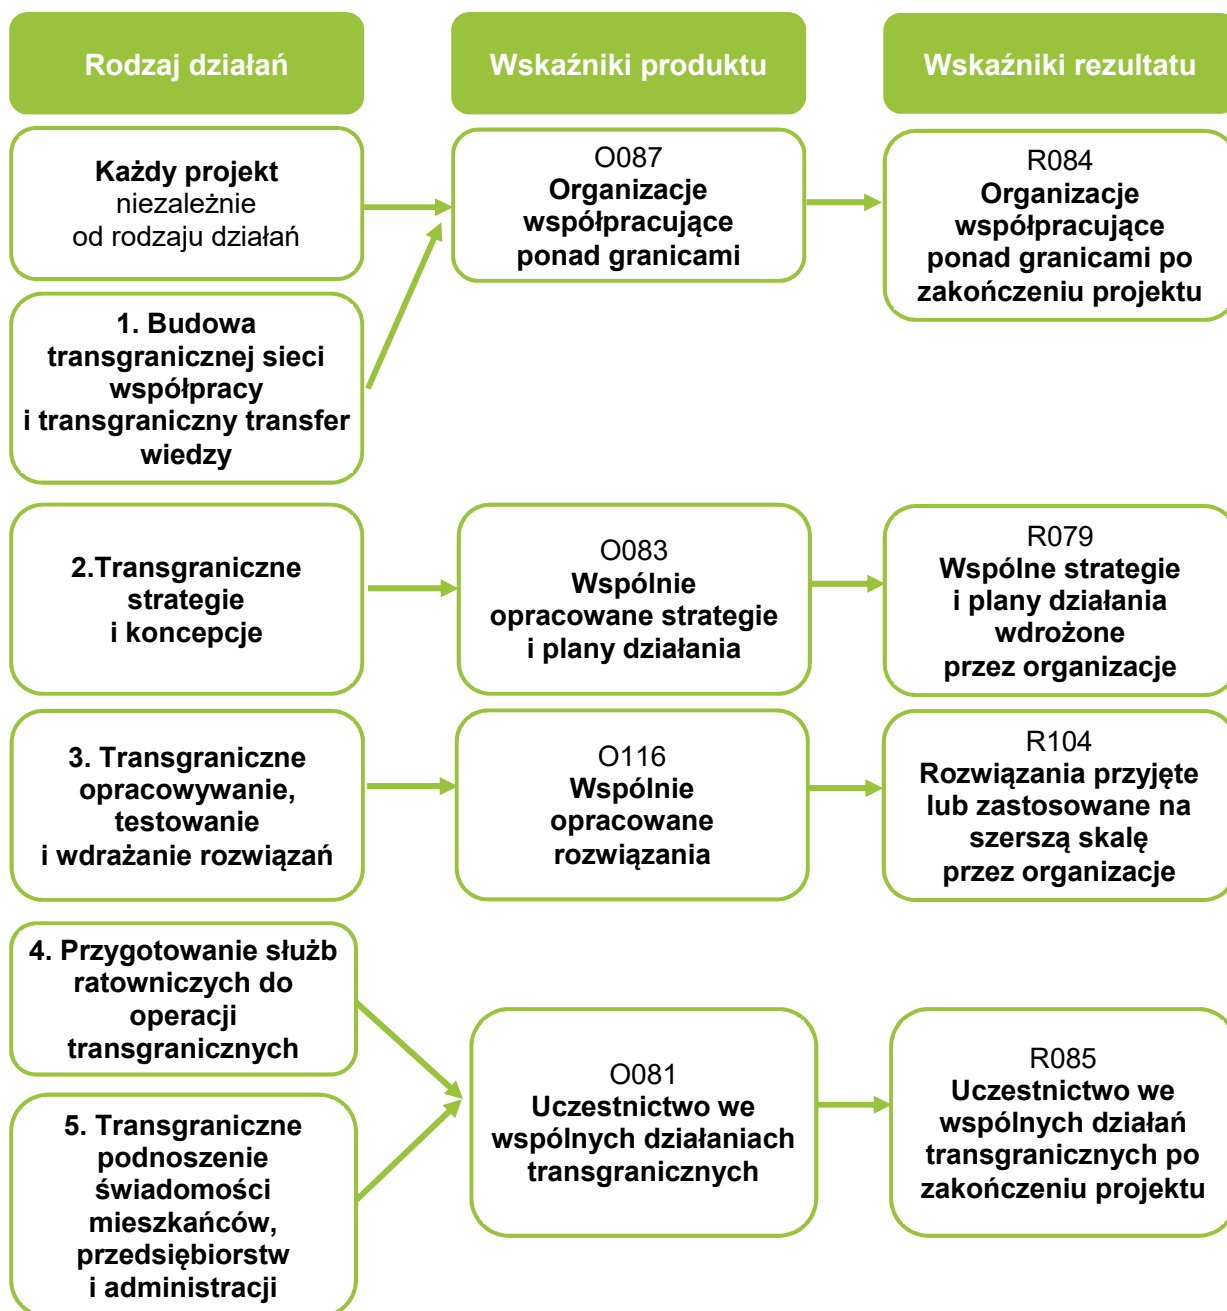 Rodzaj działań
Wskaźniki produktu
Wskaźniki rezultatu
Każdy projekt
niezależnie
od rodzaju działań
O087
Organizacje
współpracujące
ponad granicami
R084
Organizacje
współpracujące
ponad granicami po
zakończeniu projektu
1. Budowa
transgranicznej sieci
współpracy
i transgraniczny transfer
wiedzy
2.Transgraniczne
strategie
i koncepcje
O083
Wspólnie
opracowane strategie
i plany działania
R079
Wspólne strategie
i plany działania
wdrożone
przez organizacje
3. Transgraniczne
opracowywanie,
testowanie
i wdrażanie rozwiązań
O116
Wspólnie
opracowane
rozwiązania
R104
Rozwiązania przyjęte
lub zastosowane na
szerszą skalę
przez organizacje
4. Przygotowanie służb
ratowniczych do
operacji
transgranicznych
5. Transgraniczne
podnoszenie
świadomości
mieszkańców,
przedsiębiorstw
i administracji
O081
Uczestnictwo we
wspólnych działaniach
transgranicznych
R085
Uczestnictwo we
wspólnych działań
transgranicznych po
zakończeniu projektu